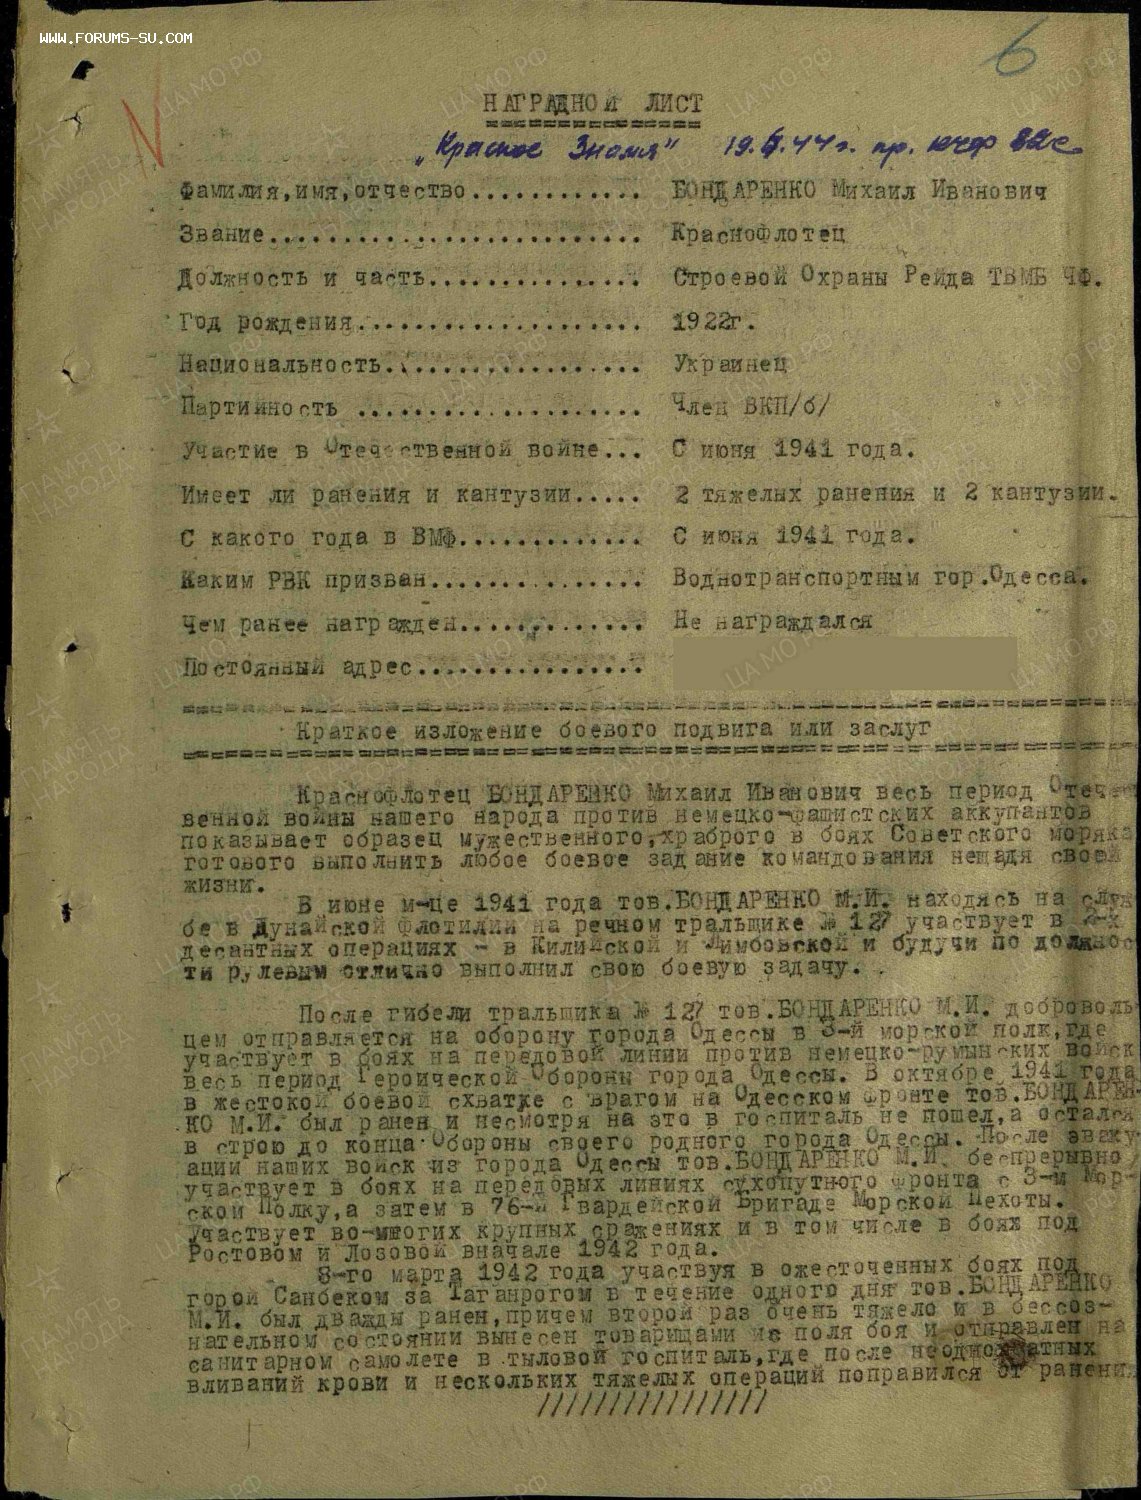 WWW.FORUMS-SU.COM
6
НАГРАДНОЙ ЛИСТ
"Красное Знамя" 19.5.44г. пр. ЧФ 82с
Фамилия,имя,отчество............ БОНДАРЕНКО Михаил Иванович
Звание.......................... Краснофлотец
Должность и часть............... Строевой Охраны Рейда ТВМБ ЧФ.
Год рождения.................... 1922г.
Национальность.................. Украинец
Партийность .................... Член ВКП/б/
Участие в Отечественной войне... С июня 1941 года.
Имеет ли ранения и кантузии..... 2 тяжелых ранения и 2 кантузии.
С какого года в ВМФ............. С июня 1941 года.
Каким РВК призван............... Воднотранспортным гор.Одесса.
Чем ранее награжден............. Не награждался
Постоянный адрес................
Краткое изложение боевого подвига или заслуг
Краснофлотец БОНДАРЕНКО Михаил Иванович весь период Отечес
венной войны нашего народа против немецко-фашистских аккупантов
показывает образец мужественного,храброго в боях Советского моряка
готового выполнить любое боевое задание командования нещадя своей
жизни.
В июне м-це 1941 года тов.БОНДАРЕНКО М.И. находясь на служ
бе в Дунайской Флотилии на речном тральщике № 127 участвует в 2-х
десантных операциях - в Килийской и Лимбовской и будучи по должнос
ти рулевым отлично выполнил свою боевую задачу.
После гибели тральщика № 127 тов.БОНДАРЕНКО М.И. доброволь
цем отправляется на оборону города Одессы в 3-й морской полк,где
участвует в боях на передовой линии против немецко-румынских войск
весь период Героической Обороны города Одессы. В октябре 1941 года
в жестокой боевой схватке с врагом на Одесском фронте тов.БОНДАРЕН-
КО М.И. был ранен и несмотря на это в госпиталь не пошел,а остался
в строю до конца Обороны своего родного города Одессы. После эваку
ации наших войск из города Одессы тов.БОНДАРЕНКО М.И. беспрерывно
участвует в боях на передовых линиях сухопутного фронта с 3-м Мор-
ском Полку,а затем в 76-й Гвардейской Бригаде Морской Пехоты.
Участвует во-многих крупных сражениях и в том числе в боях под
Ростовом и Лозовой вначале 1942 года.
8-го марта 1942 года участвуя в ожесточенных боях под
горой Санбеком за Таганрогом в течение одного дня тов.БОНДАРЕНКО
М.И. был дважды ранен,причем второй раз очень тяжело и в бессоз-
нательном состоянии вынесен товарищами из поля боя и отправлен на
санитарном самолете в тыловой госпиталь,где после неоднократных
вливаний крови и нескольких тяжелых операций поправился от ранения
////////////////